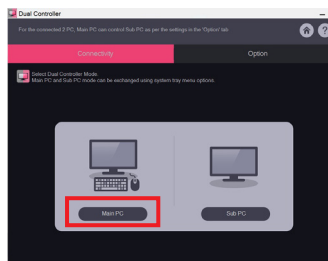 Dual Controller
For the connected 2 PC, Main PC can control Sub PC as per the settings in the 'Option' tab
Connectivity
Option
Select Dual Controller Mode.
Main PC and Sub PC mode can be exchanged using system tray menu options.
Main PC
Sub PC